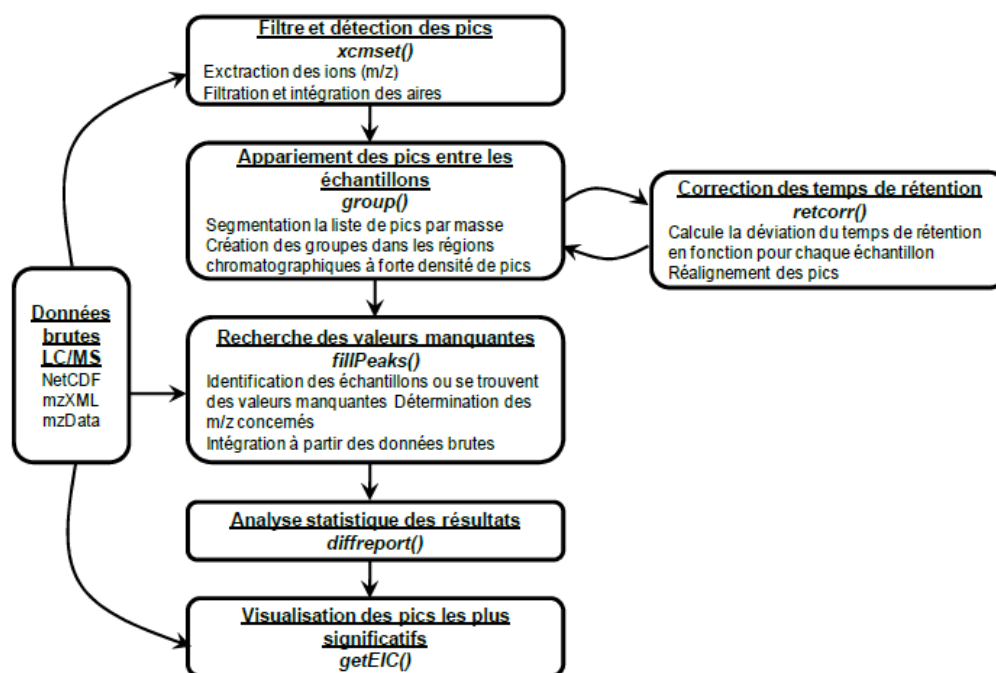 Filtre et détection des pics
xcmset()
Exctraction des ions (m/z)
Filtration et intégration des aires
Appariement des pics entre les
échantillons
group()
Segmentation la liste de pics par masse
Création des groupes dans les régions
chromatographiques à forte densité de pics
Correction des temps de rétention
retcorr()
Calcule la déviation du temps de rétention
en fonction pour chaque échantillon
Réalignement des pics
Données
brutes
LC/MS
NetCDF
mzXML
mzData
Recherche des valeurs manquantes
fillPeaks()
Identification des échantillons ou se trouvent
des valeurs manquantes Détermination des
m/z concernés
Intégration à partir des données brutes
Analyse statistique des résultats
diffreport()
Visualisation des pics les plus
significatifs
getEIC()